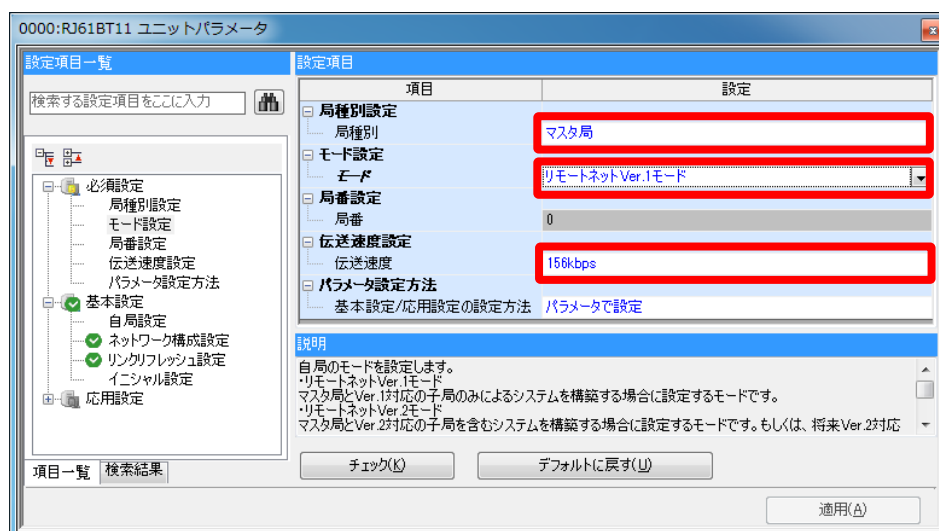 0000:RJ61BT11 ユニットパラメータ
設定項目一覧
検索する設定項目をここに入力
必須設定
局種別設定
モード設定
局番設定
伝送速度設定
パラメータ設定方法
基本設定
自局設定
ネットワーク構成設定
リンクリフレッシュ設定
イニシャル設定
応用設定
項目一覧 検索結果
設定項目
項目 設定
局種別設定
局種別 マスタ局
モード設定
モード リモートネットVer.1モード
局番設定
局番 0
伝送速度設定
伝送速度 156kbps
パラメータ設定方法
基本設定/応用設定の設定方法 パラメータで設定
説明
自局のモードを設定します。
・リモートネットVer.1モード
マスタ局とVer.1対応の子局のみによるシステムを構築する場合に設定するモードです。
・リモートネットVer.2モード
マスタ局とVer.2対応の子局を含むシステムを構築する場合に設定するモードです。もしくは、将来Ver.2対応
チェック(K) デフォルトに戻す(U)
適用(A)